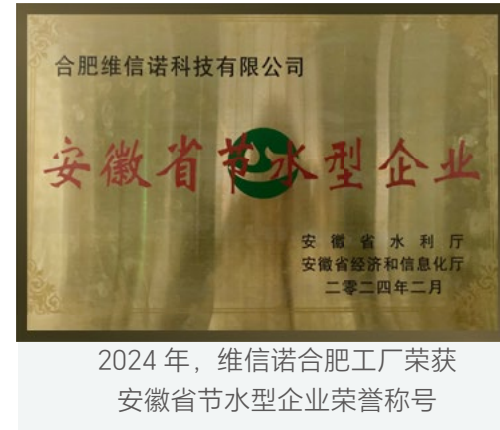 合肥维信诺科技有限公司
安徽省节水型企业
安徽省水利厅
安徽省经济和信息化厅
二零二四年二月
2024 年，维信诺合肥工厂荣获
安徽省节水型企业荣誉称号